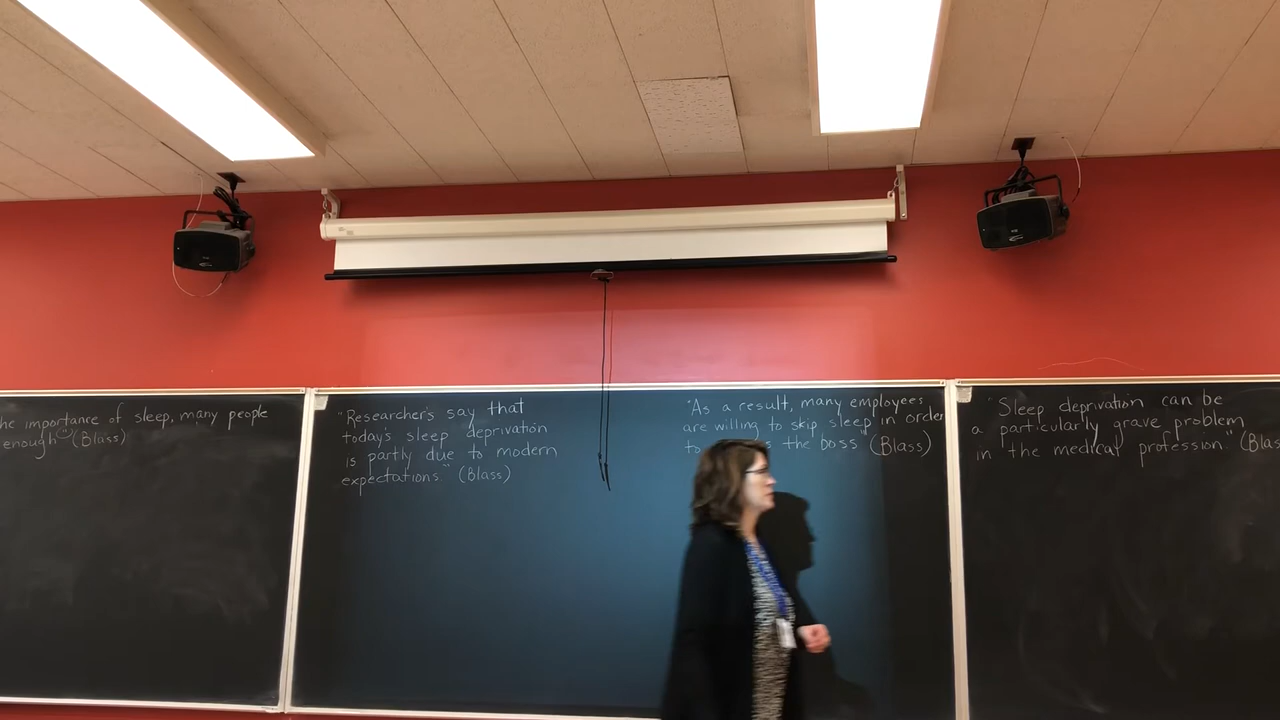 he importance of sleep, many people
enough" (Blass)
"Researchers say that
today's sleep deprivation
is partly due to modern
expectations." (Blass)
"As a result, many employees
are willing to skip sleep in order
to the boss" (Blass)
"Sleep deprivation can be
a particularly grave problem
in the medical profession." (Blas